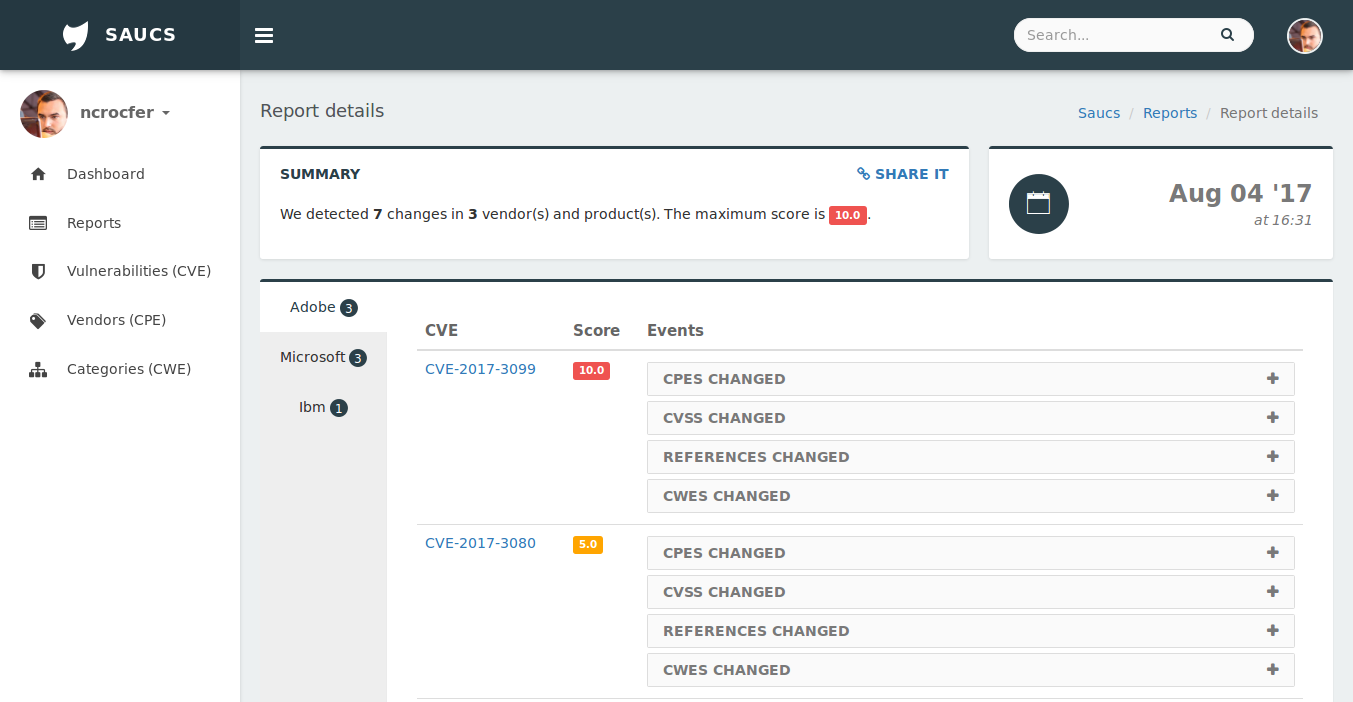 SAUCS
Search...
ncrocfer
Dashboard
Reports
Vulnerabilities (CVE)
Vendors (CPE)
Categories (CWE)
Report details
Saucs / Reports / Report details
SUMMARY
SHARE IT
We detected 7 changes in 3 vendor(s) and product(s). The maximum score is 10.0.
Aug 04 '17
at 16:31
Adobe 3
Microsoft 3
Ibm 1
CVE Score Events
CVE-2017-3099 10.0 CPES CHANGED
CVSS CHANGED
REFERENCES CHANGED
CWES CHANGED
CVE-2017-3080 5.0 CPES CHANGED
CVSS CHANGED
REFERENCES CHANGED
CWES CHANGED